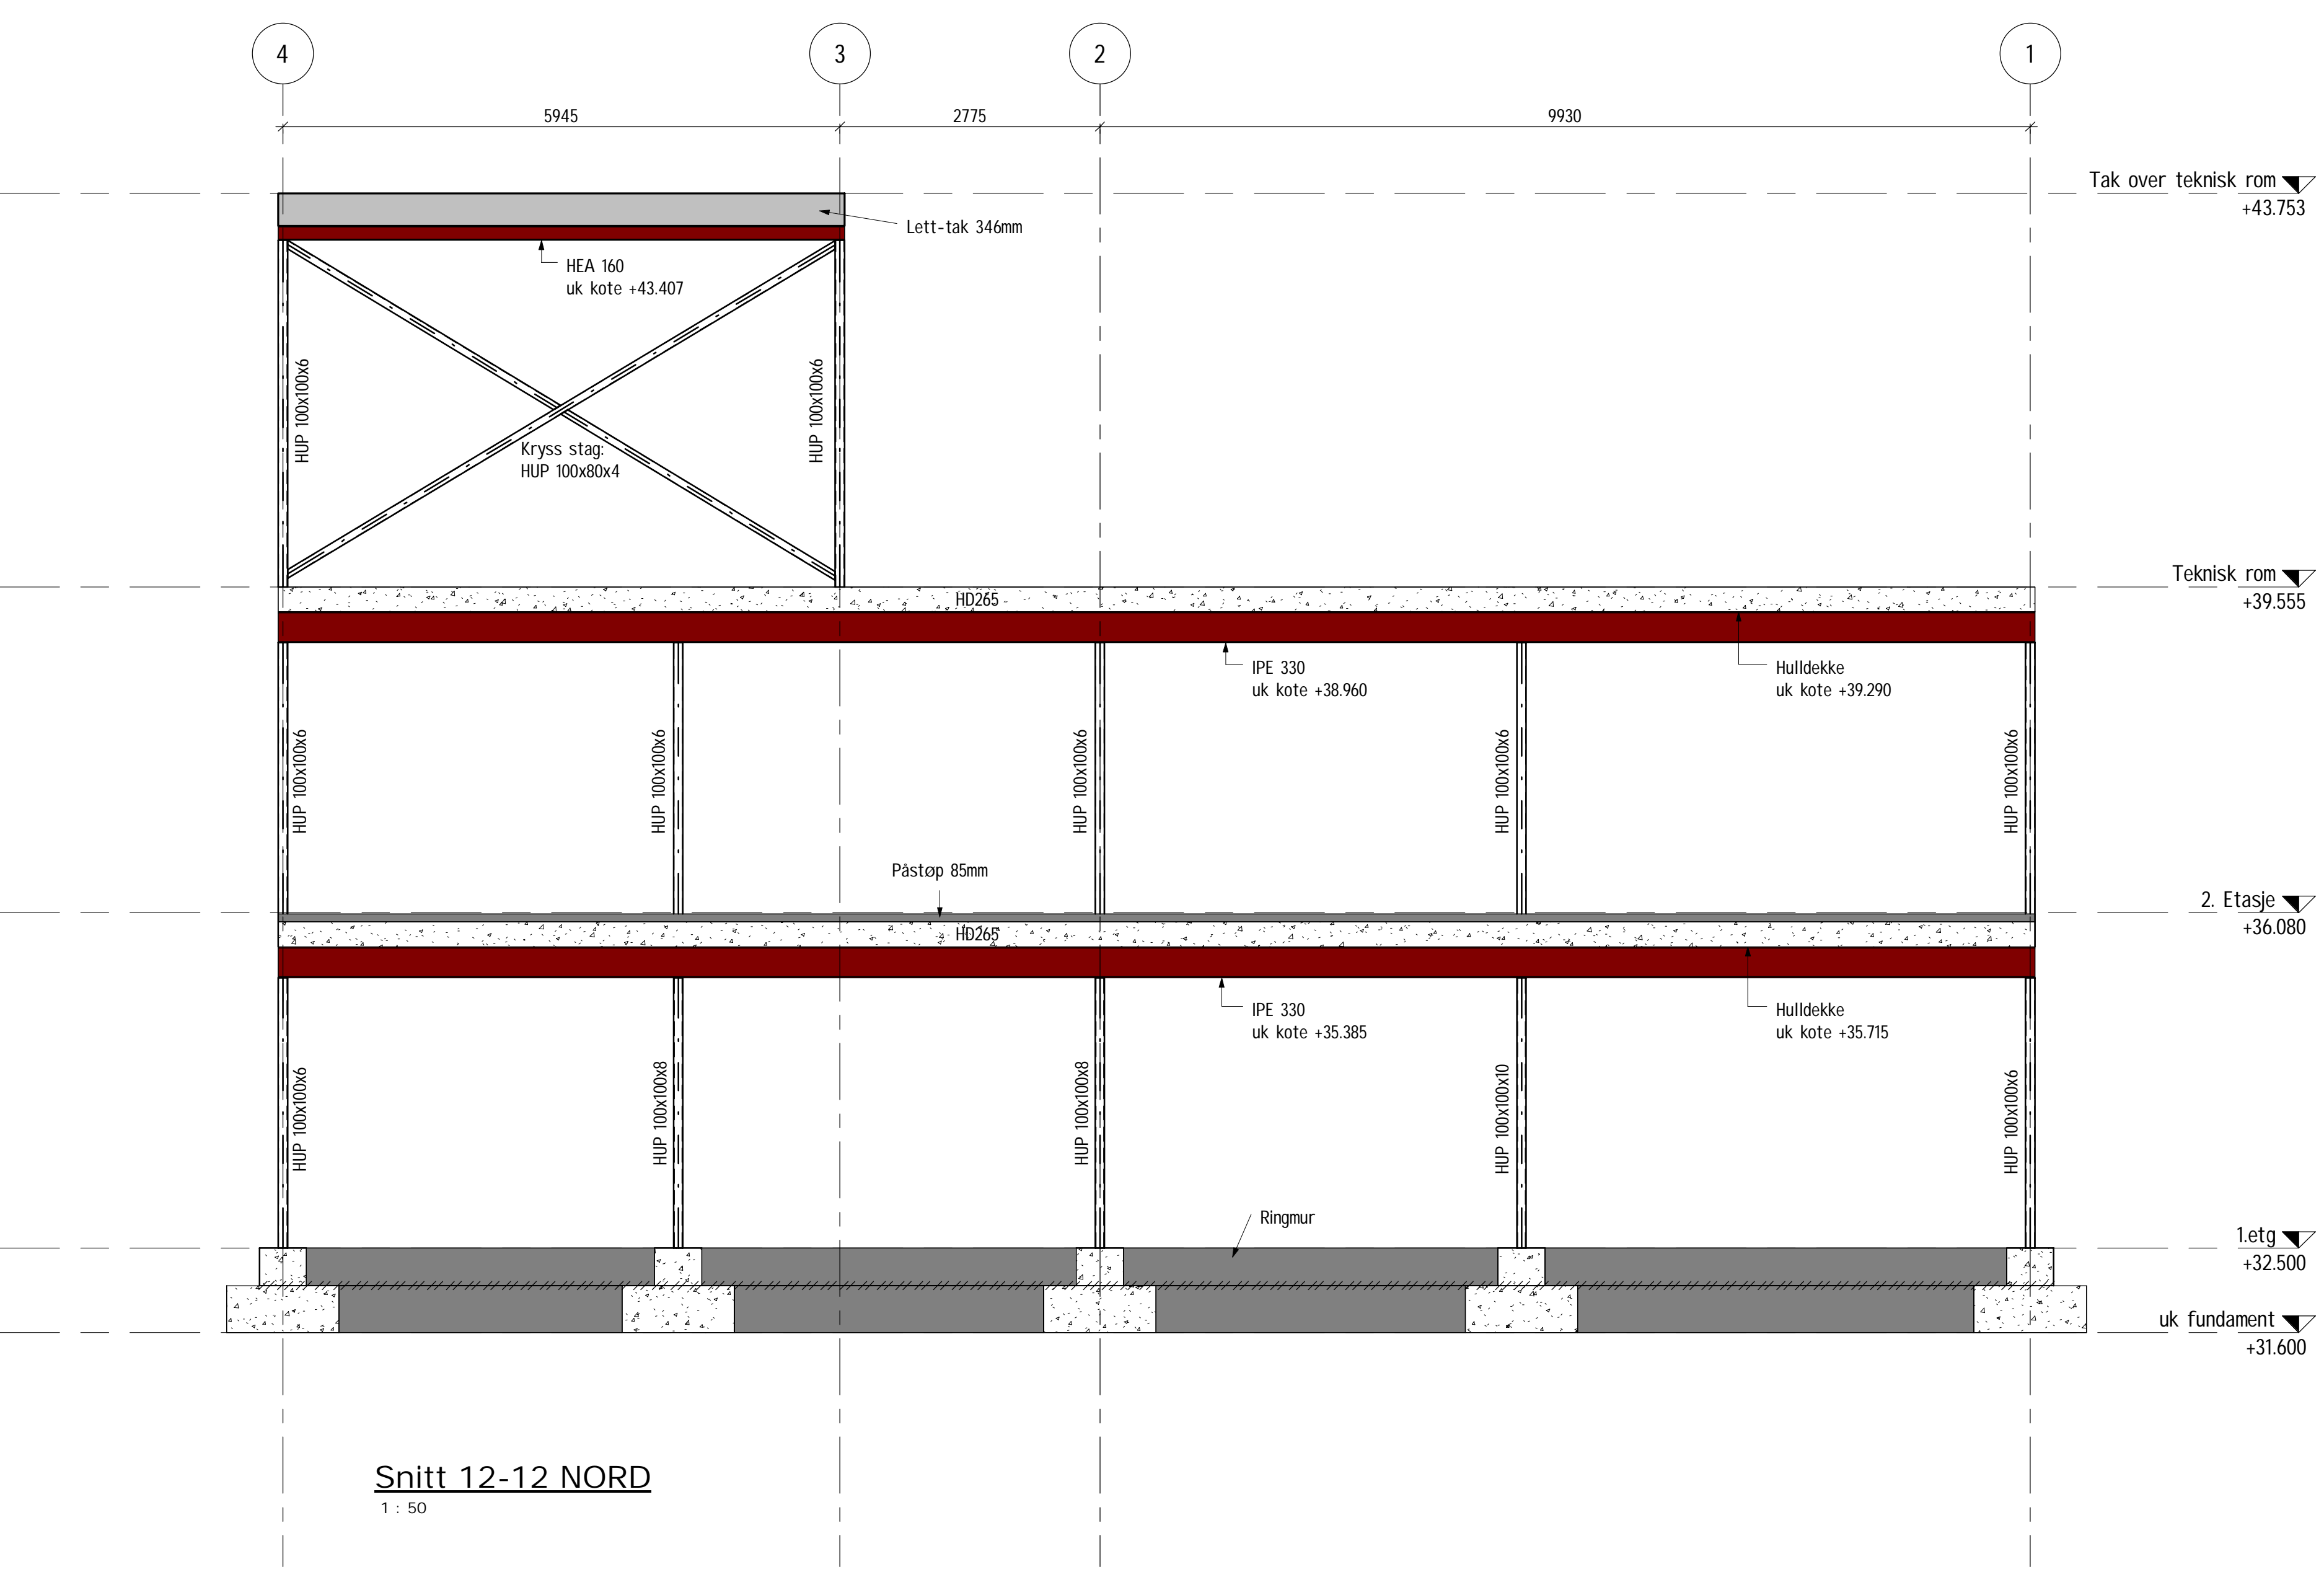 4
3
2
1
5945
2775
9930
Tak over teknisk rom
+43.753
Lett-tak 346mm
HEA 160
uk kote +43.407
HUP 100x100x6
HUP 100x100x6
Kryss stag:
HUP 100x80x4
Teknisk rom
+39.555
HD265
IPE 330
uk kote +38.960
Hulldekke
uk kote +39.290
HUP 100x100x6
HUP 100x100x6
HUP 100x100x6
HUP 100x100x6
HUP 100x100x6
Påstøp 85mm
2. Etasje
+36.080
HD265
IPE 330
uk kote +35.385
Hulldekke
uk kote +35.715
HUP 100x100x6
HUP 100x100x8
HUP 100x100x8
HUP 100x100x10
HUP 100x100x6
Ringmur
1.etg
+32.500
uk fundament
+31.600
Snitt 12-12 NORD
1 : 50